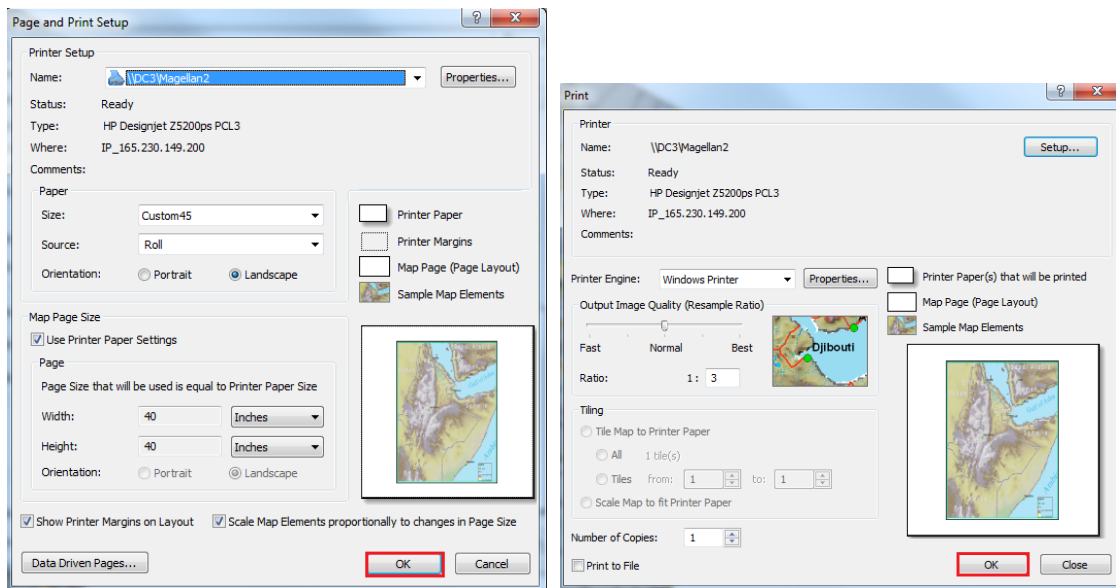 Page and Print Setup
Printer Setup
Name: \\DC3\Magellan2 Properties...
Status: Ready
Type: HP Designjet Z5200ps PCL3
Where: IP_165.230.149.200
Comments:
Paper
Size: Custom45
Source: Roll
Orientation: Portrait Landscape
Printer Paper
Printer Margins
Map Page (Page Layout)
Sample Map Elements
Map Page Size
Use Printer Paper Settings
Page
Page Size that will be used is equal to Printer Paper Size
Width: 40 Inches
Height: 40 Inches
Orientation: Portrait Landscape
Show Printer Margins on Layout Scale Map Elements proportionally to changes in Page Size
Data Driven Pages... OK Cancel
Print
Printer
Name: \\DC3\Magellan2 Setup...
Status: Ready
Type: HP Designjet Z5200ps PCL3
Where: IP_165.230.149.200
Comments:
Printer Engine: Windows Printer Properties...
Output Image Quality (Resample Ratio)
Fast Normal Best
Ratio: 1: 3
Djibouti
Printer Paper(s) that will be printed
Map Page (Page Layout)
Sample Map Elements
Tiling
Tile Map to Printer Paper
All 1 tile(s)
Tiles from: 1 to: 1
Scale Map to fit Printer Paper
Number of Copies: 1
Print to File
OK Close